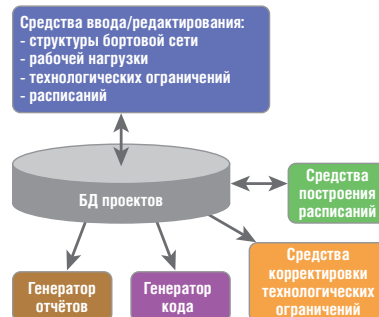 Средства ввода/редактирования:
- структуры бортовой сети
- рабочей нагрузки
- технологических ограничений
- расписаний
БД проектов
Средства
построения
расписаний
Генератор
отчётов
Генератор
кода
Средства
корректировки
технологических
ограничений